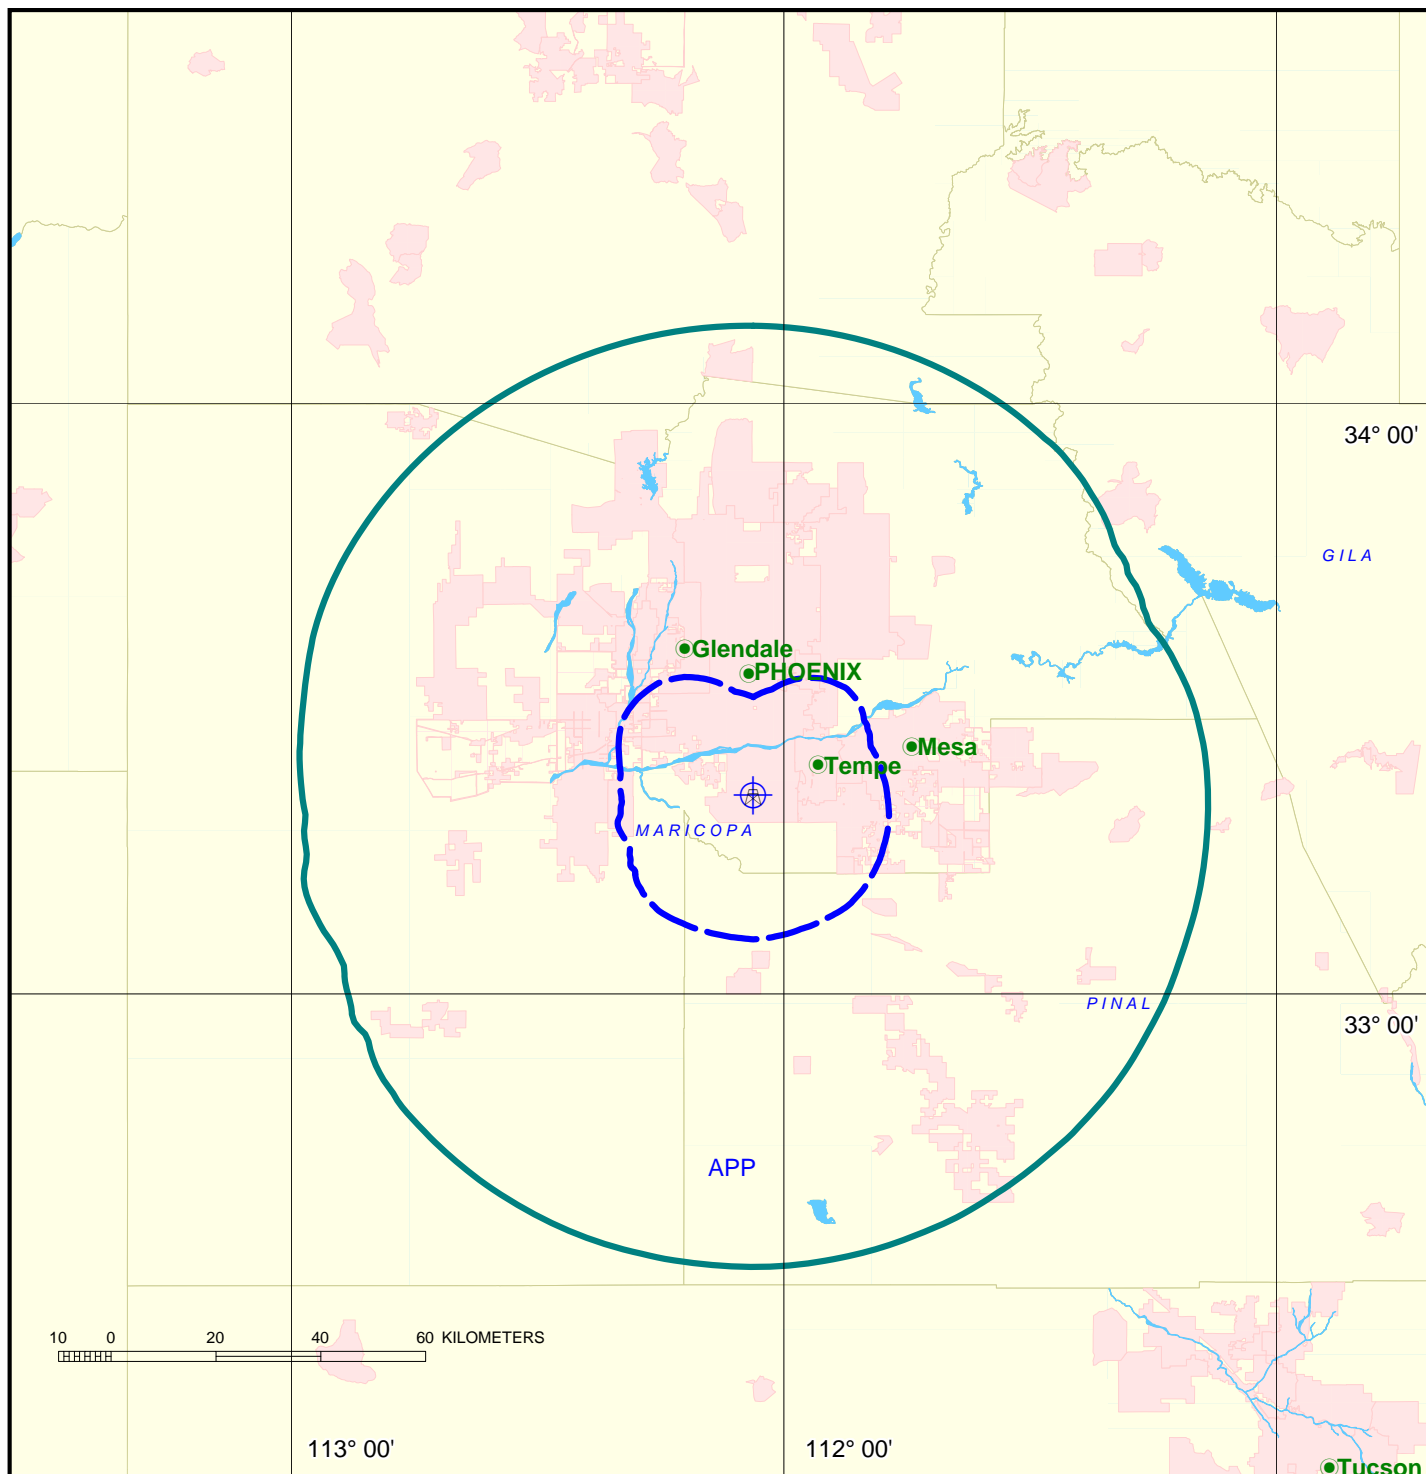 34° 00'
GILA
Glendale
PHOENIX
Mesa
Tempe
MARICOPA
PINAL
33° 00'
APP
10 0 20 40 60 KILOMETERS
113° 00'
112° 00'
Tucson